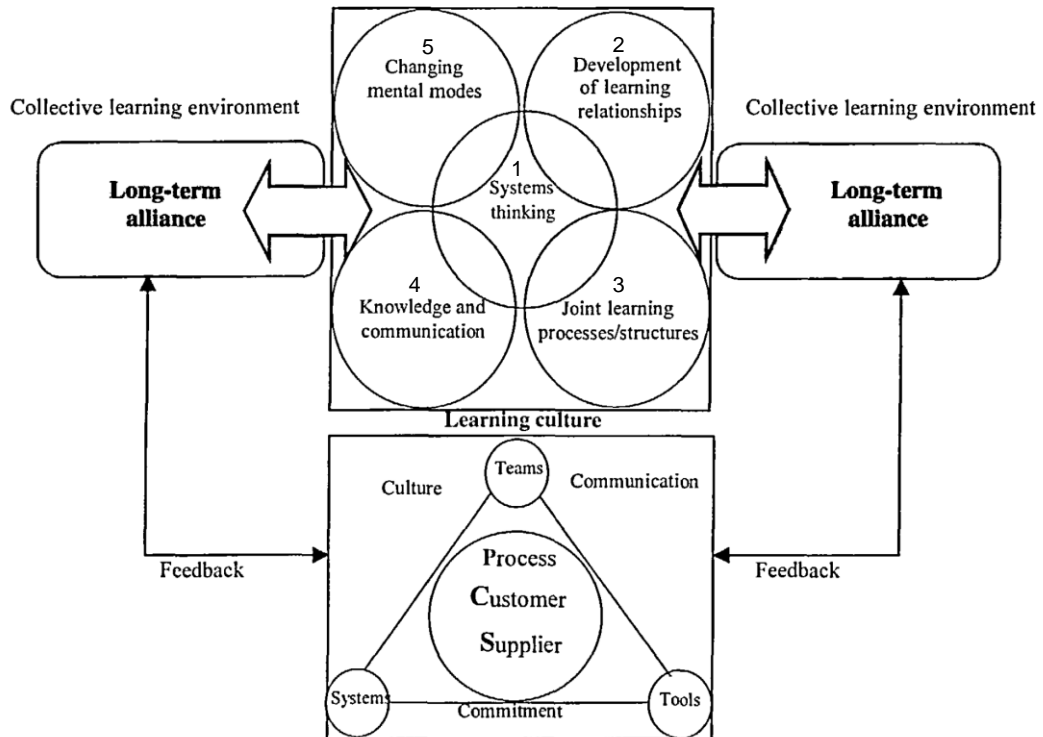 5
Changing
mental modes
2
Development
of learning
relationships
Collective learning environment
Collective learning environment
Long-term
alliance
1
Systems
thinking
Long-term
alliance
4
Knowledge and
communication
3
Joint learning
processes/structures
Learning culture
Teams
Culture
Communication
Process
Customer
Supplier
Feedback
Feedback
Systems
Commitment
Tools